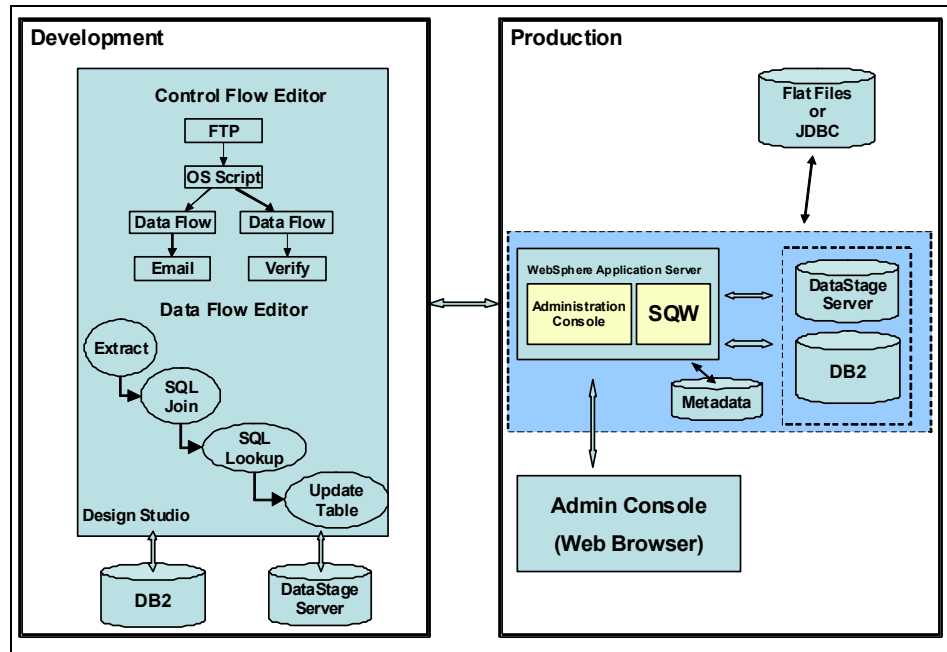 Development
Control Flow Editor
FTP
OS Script
Data Flow
Data Flow
Email
Verify
Data Flow Editor
Extract
SQL
Join
SQL
Lookup
Update
Table
Design Studio
DB2
DataStage
Server
Production
Flat Files
or
JDBC
WebSphere Application Server
Administration
Console
SQW
DataStage
Server
DB2
Metadata
Admin Console
(Web Browser)